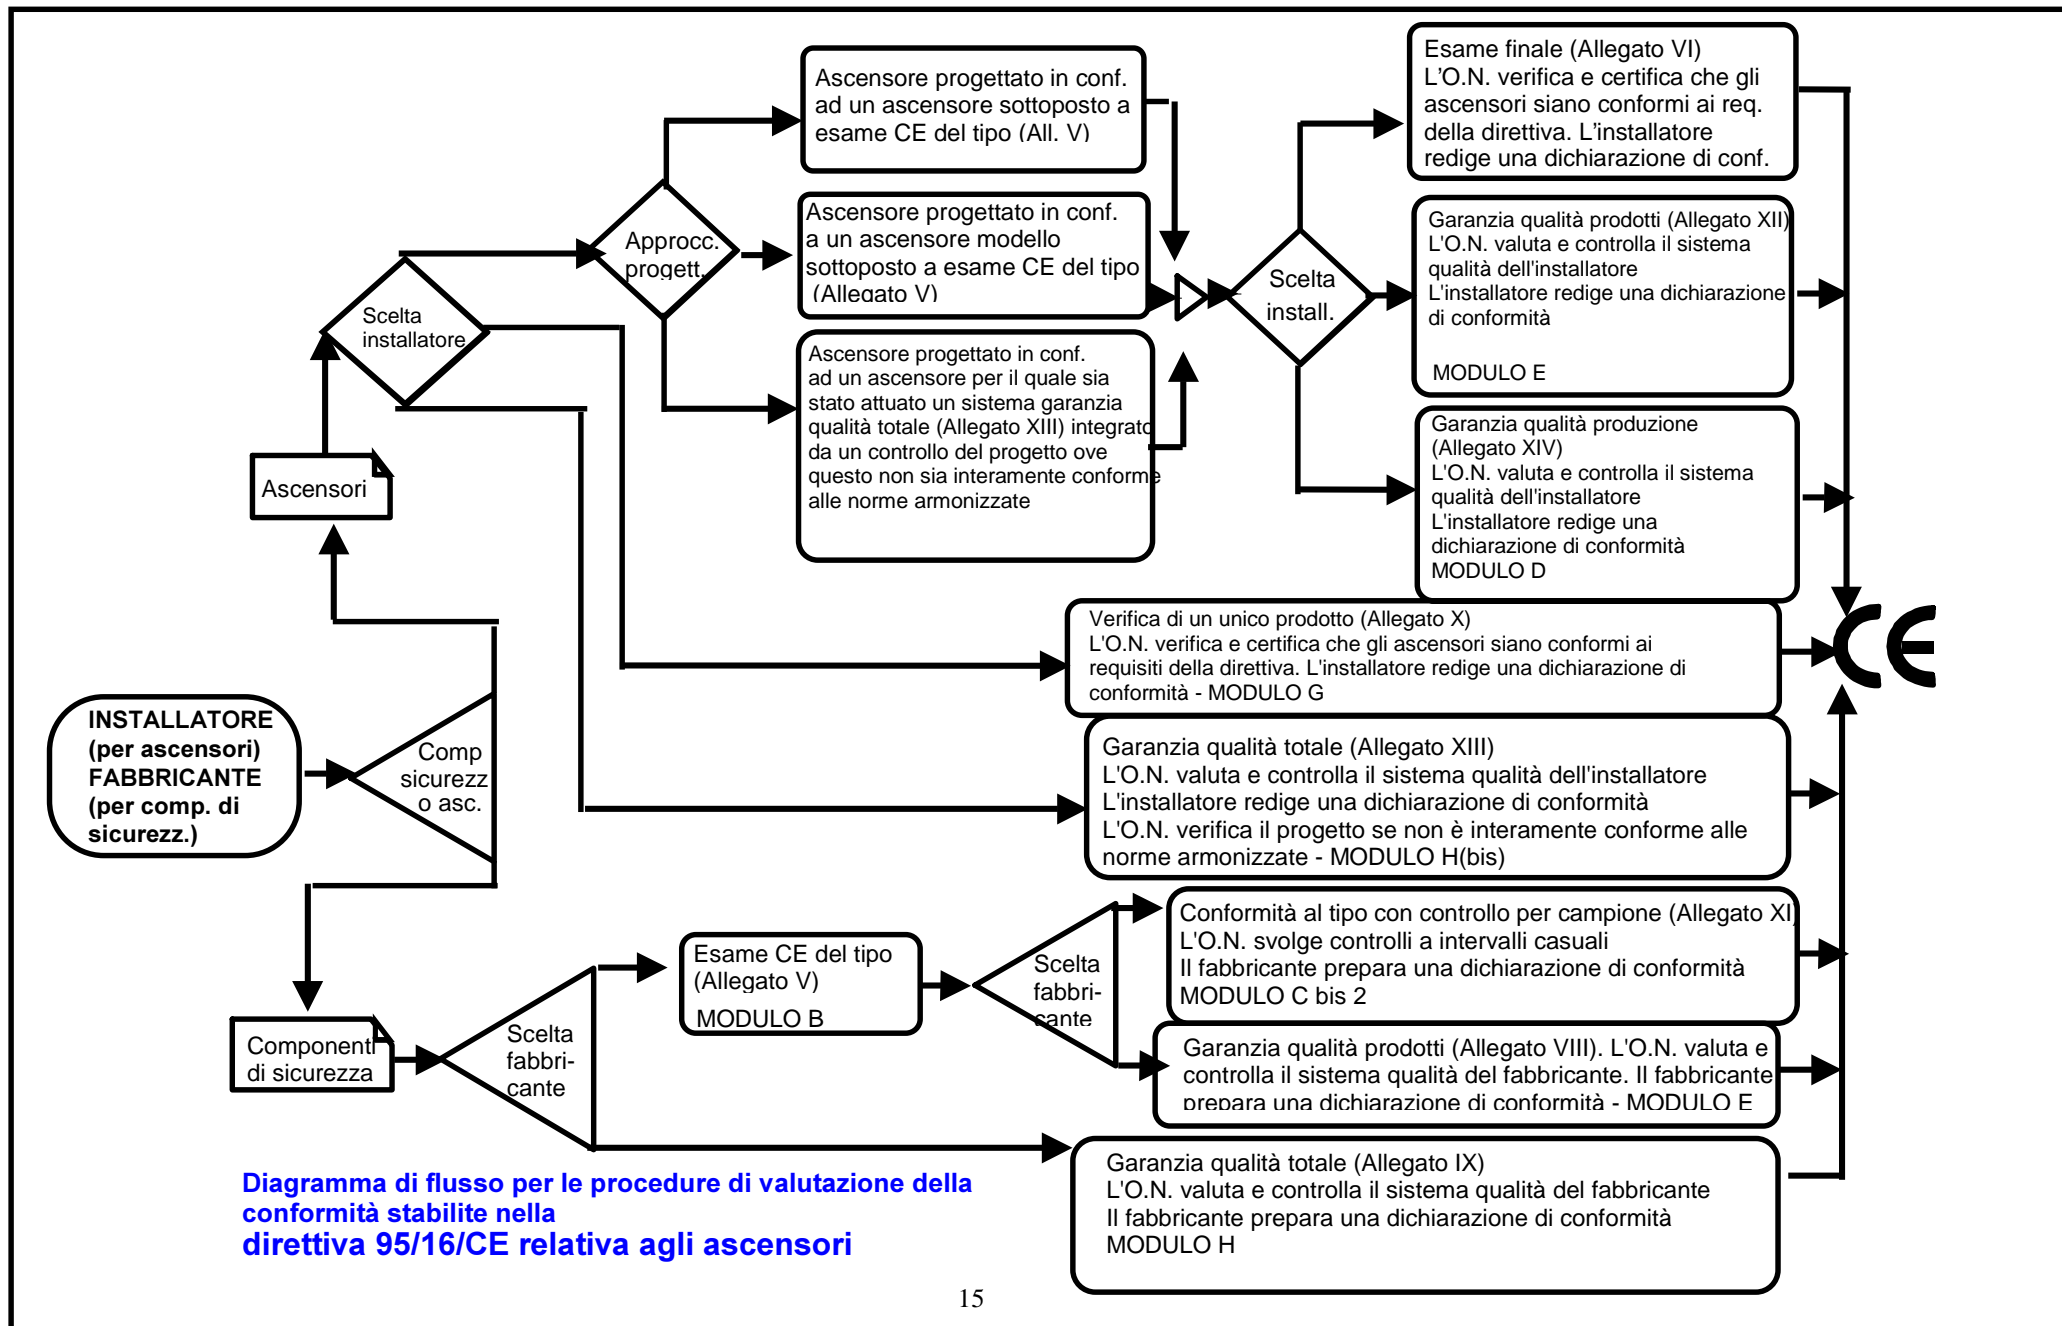 Ascensore progettato in conf.
ad un ascensore sottoposto a
esame CE del tipo (All. V)
Esame finale (Allegato VI)
L'O.N. verifica e certifica che gli
ascensori siano conformi ai req.
della direttiva. L'installatore
redige una dichiarazione di conf.
Approcc.
progett.
Ascensore progettato in conf.
a un ascensore modello
sottoposto a esame CE del tipo
(Allegato V)
Scelta
install.
Garanzia qualità prodotti (Allegato XII)
L'O.N. valuta e controlla il sistema
qualità dell'installatore
L'installatore redige una dichiarazione
di conformità
MODULO E
Scelta
installatore
Ascensore progettato in conf.
ad un ascensore per il quale sia
stato attuato un sistema garanzia
qualità totale (Allegato XIII) integrato
da un controllo del progetto ove
questo non sia interamente conforme
alle norme armonizzate
Garanzia qualità produzione
(Allegato XIV)
L'O.N. valuta e controlla il sistema
qualità dell'installatore
L'installatore redige una
dichiarazione di conformità
MODULO D
Ascensori
Verifica di un unico prodotto (Allegato X)
L'O.N. verifica e certifica che gli ascensori siano conformi ai
requisiti della direttiva. L'installatore redige una dichiarazione di
conformità - MODULO G
CE
INSTALLATORE
(per ascensori)
FABBRICANTE
(per comp. di
sicurezz.)
Comp
sicurezz
o asc.
Garanzia qualità totale (Allegato XIII)
L'O.N. valuta e controlla il sistema qualità dell'installatore
L'installatore redige una dichiarazione di conformità
L'O.N. verifica il progetto se non è interamente conforme alle
norme armonizzate - MODULO H(bis)
Componenti
di sicurezza
Scelta
fabbri-
cante
Esame CE del tipo
(Allegato V)
MODULO B
Scelta
fabbri-
cante
Conformità al tipo con controllo per campione (Allegato XI)
L'O.N. svolge controlli a intervalli casuali
Il fabbricante prepara una dichiarazione di conformità
MODULO C bis 2
Garanzia qualità prodotti (Allegato VIII). L'O.N. valuta e
controlla il sistema qualità del fabbricante. Il fabbricante
prepara una dichiarazione di conformità - MODULO E
Garanzia qualità totale (Allegato IX)
L'O.N. valuta e controlla il sistema qualità del fabbricante
Il fabbricante prepara una dichiarazione di conformità
MODULO H
Diagramma di flusso per le procedure di valutazione della
conformità stabilite nella
direttiva 95/16/CE relativa agli ascensori
15